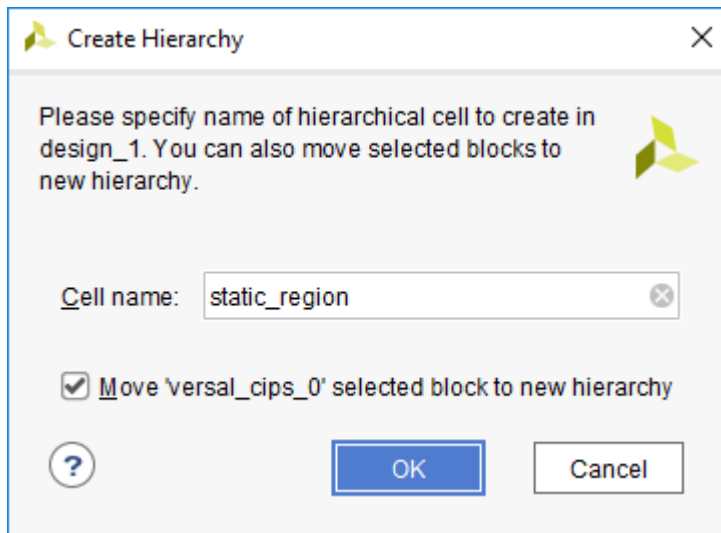 Create Hierarchy
Please specify name of hierarchical cell to create in
design_1. You can also move selected blocks to
new hierarchy.
Cell name: static_region
Move 'versal_cips_0' selected block to new hierarchy
? OK Cancel